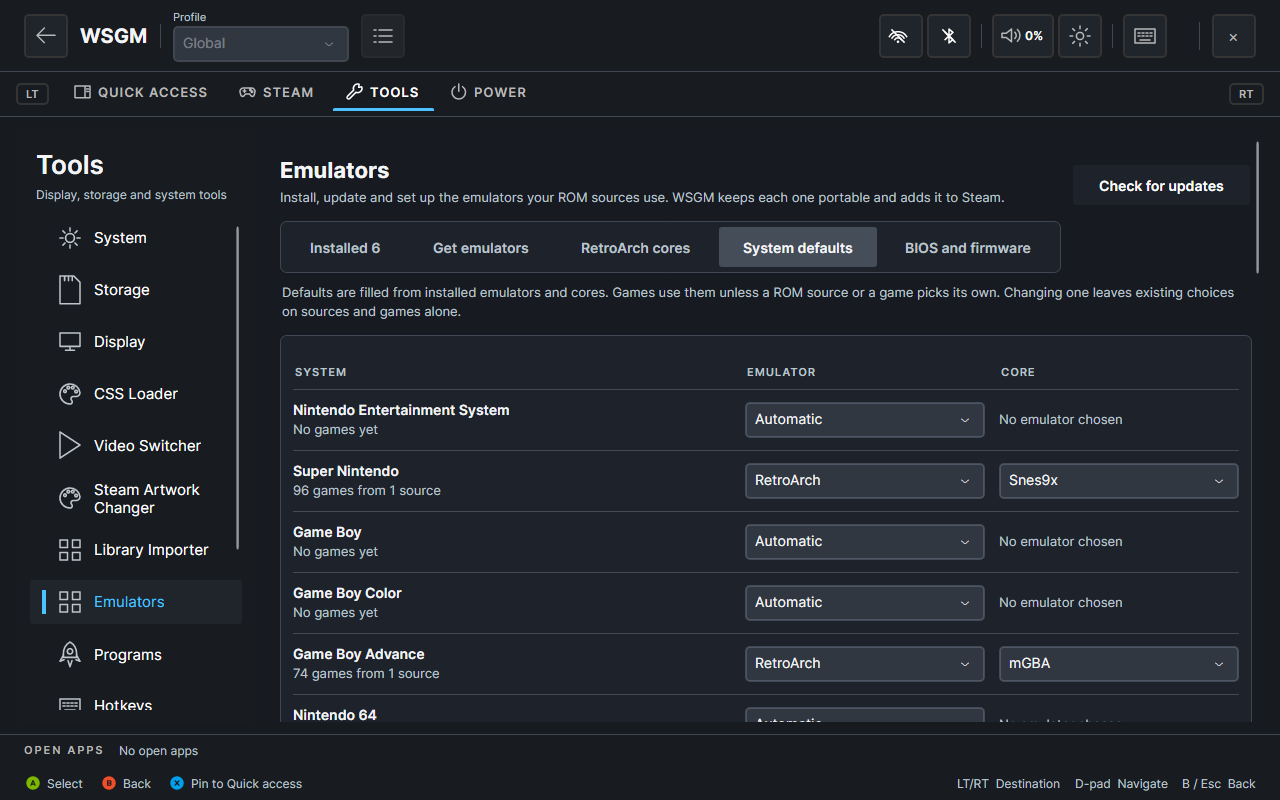 WSGM
Profile
Global
0%
×
LT
QUICK ACCESS
STEAM
TOOLS
POWER
RT
Tools
Display, storage and system tools
System
Storage
Display
CSS Loader
Video Switcher
Steam Artwork
Changer
Library Importer
Emulators
Programs
Hotkeys
Emulators
Install, update and set up the emulators your ROM sources use. WSGM keeps each one portable and adds it to Steam.
Check for updates
Installed 6
Get emulators
RetroArch cores
System defaults
BIOS and firmware
Defaults are filled from installed emulators and cores. Games use them unless a ROM source or a game picks its own. Changing one leaves existing choices
on sources and games alone.
SYSTEM
EMULATOR
CORE
Nintendo Entertainment System
No games yet
Automatic
No emulator chosen
Super Nintendo
96 games from 1 source
RetroArch
Snes9x
Game Boy
No games yet
Automatic
No emulator chosen
Game Boy Color
No games yet
Automatic
No emulator chosen
Game Boy Advance
74 games from 1 source
RetroArch
mGBA
Nintendo 64
Automatic
No emulator chosen
OPEN APPS
No open apps
A Select
B Back
X Pin to Quick access
LT/RT Destination
D-pad Navigate
B / Esc Back